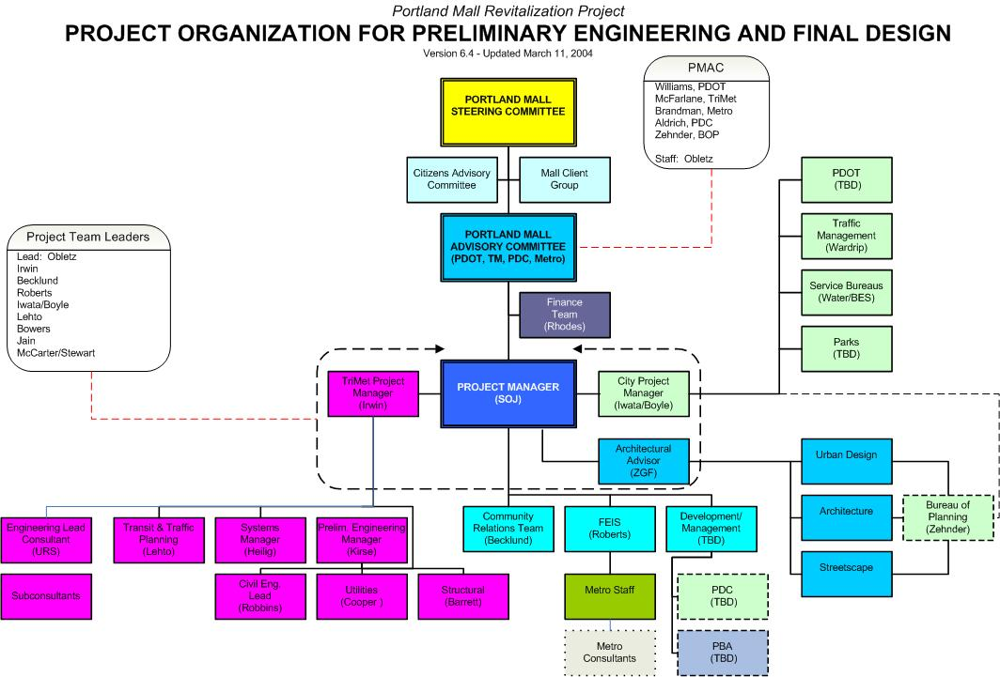 Portland Mall Revitalization Project
PROJECT ORGANIZATION FOR PRELIMINARY ENGINEERING AND FINAL DESIGN
Version 6.4 - Updated March 11, 2004
PMAC
Williams, PDOT
McFarlane, TriMet
Brandman, Metro
Aldrich, PDC
Zehnder, BOP
Staff: Obletz
PORTLAND MALL
STEERING COMMITTEE
Citizens Advisory
Committee
Mall Client
Group
PORTLAND MALL
ADVISORY COMMITTEE
(PDOT, TM, PDC, Metro)
Finance
Team
(Rhodes)
PDOT
(TBD)
Traffic
Management
(Wardrip)
Service Bureaus
(Water/BES)
Parks
(TBD)
Project Team Leaders
Lead: Obletz
Irwin
Becklund
Roberts
Iwata/Boyle
Lehto
Bowers
Jain
McCarter/Stewart
TriMet Project
Manager
(Irwin)
PROJECT MANAGER
(SOJ)
City Project
Manager
(Iwata/Boyle)
Architectural
Advisor
(ZGF)
Urban Design
Architecture
Streetscape
Bureau of
Planning
(Zehnder)
Engineering Lead
Consultant
(URS)
Transit & Traffic
Planning
(Lehto)
Systems
Manager
(Heilig)
Prelim. Engineering
Manager
(Kirse)
Community
Relations Team
(Becklund)
FEIS
(Roberts)
Development/
Management
(TBD)
Subconsultants
Civil Eng.
Lead
(Robbins)
Utilities
(Cooper )
Structural
(Barrett)
Metro Staff
PDC
(TBD)
Metro
Consultants
PBA
(TBD)